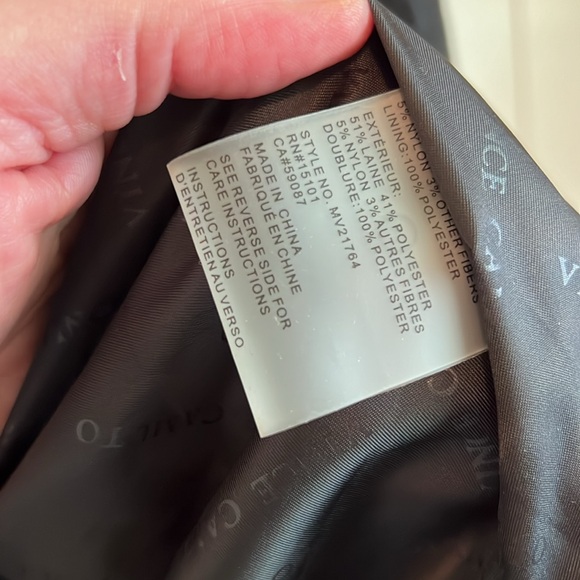 5% NYLON 3% OTHER FIBERS
LINING:100% POLYESTER
EXTÉRIEUR:
51% LAINE 41% POLYESTER
5% NYLON 3% AUTRES FIBRES
DOUBLURE:100% POLYESTER
STYLE NO. MV21764
RN#15101
CA#59087
MADE IN CHINA
FABRIQUÉ EN CHINE
SEE REVERSE SIDE FOR
CARE INSTRUCTIONS
INSTRUCTIONS
D'ENTRETIEN AU VERSO